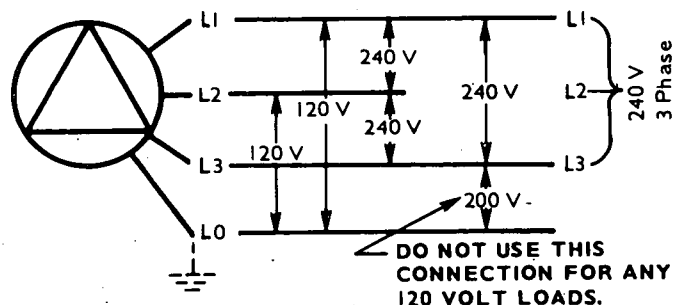 L1
240 V
L1
L2
120 V
240 V
L2
240 V
3 Phase
120 V
240 V
L3
L3
200 V
L0
DO NOT USE THIS
CONNECTION FOR ANY
120 VOLT LOADS.